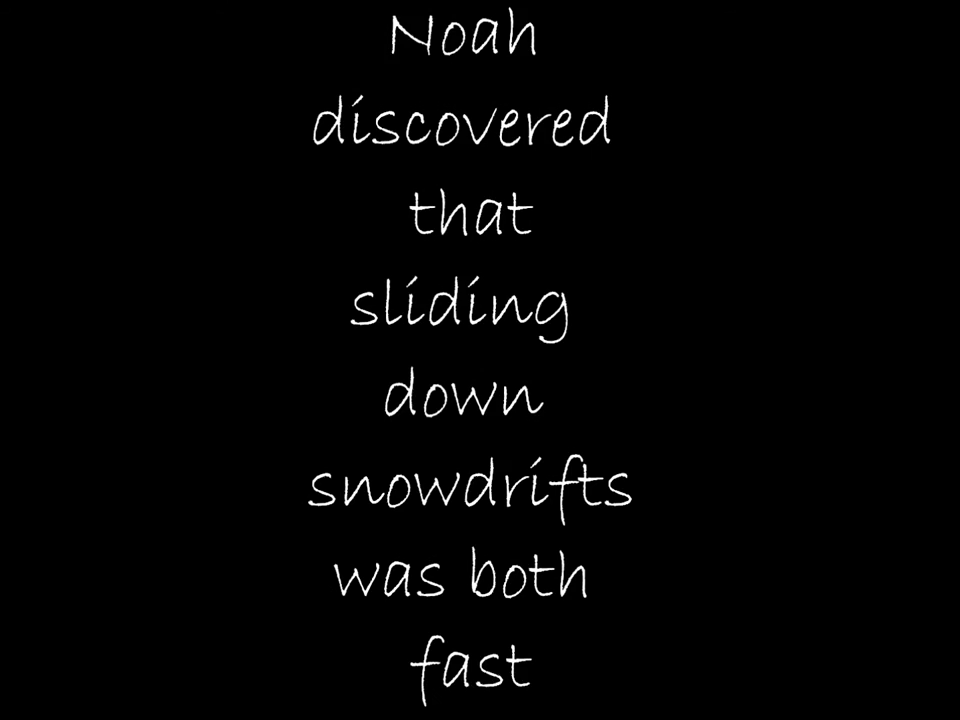 Noah
discovered
that
sliding
down
snowdrifts
was both
fast